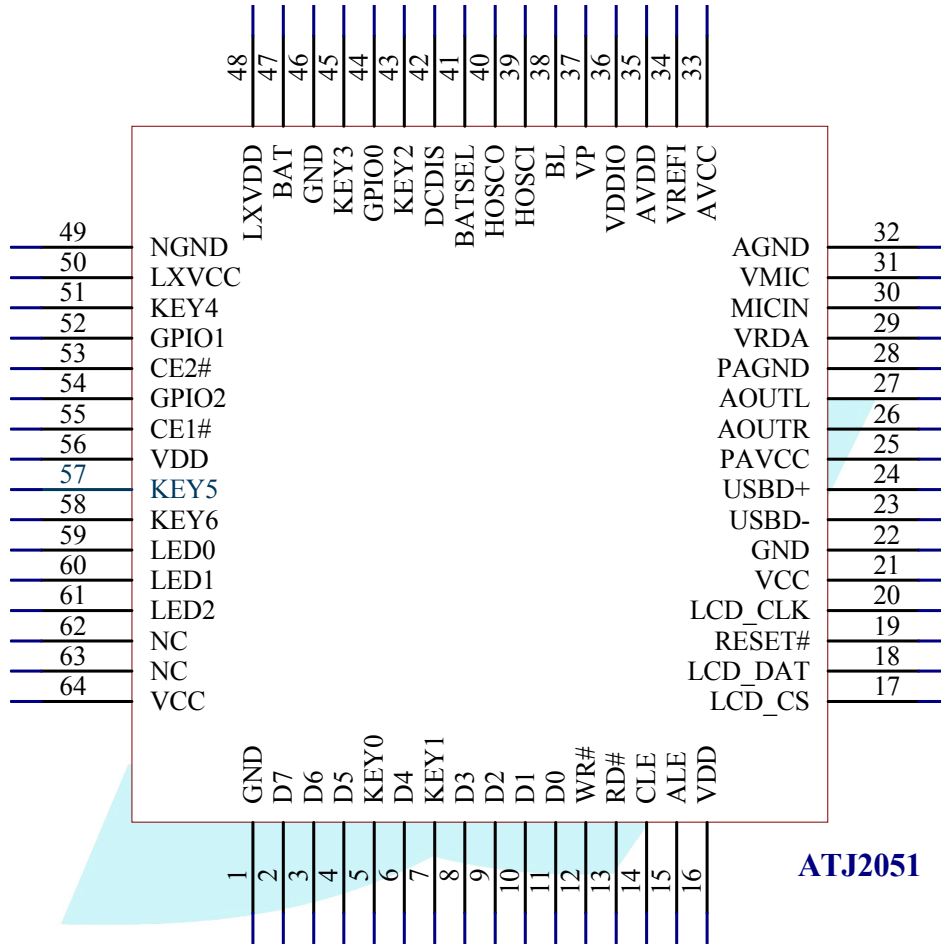 48 47 46 45 44 43 42 41 40 39 38 37 36 35 34 33
LXVDD BAT GND KEY3 GPIO0 KEY2 DCDIS BATSEL HOSCO HOSCI BL VP VDDIO AVDD VREFI AVCC
49 NGND
50 LXVCC
51 KEY4
52 GPIO1
53 CE2#
54 GPIO2
55 CE1#
56 VDD
57 KEY5
58 KEY6
59 LED0
60 LED1
61 LED2
62 NC
63 NC
64 VCC
AGND 32
VMIC 31
MICIN 30
VRDA 29
PAGND 28
AOUTL 27
AOUTR 26
PAVCC 25
USBD+ 24
USBD- 23
GND 22
VCC 21
LCD_CLK 20
RESET# 19
LCD_DAT 18
LCD_CS 17
GND D7 D6 D5 KEY0 D4 KEY1 D3 D2 D1 D0 WR# RD# CLE ALE VDD
1 2 3 4 5 6 7 8 9 10 11 12 13 14 15 16
ATJ2051